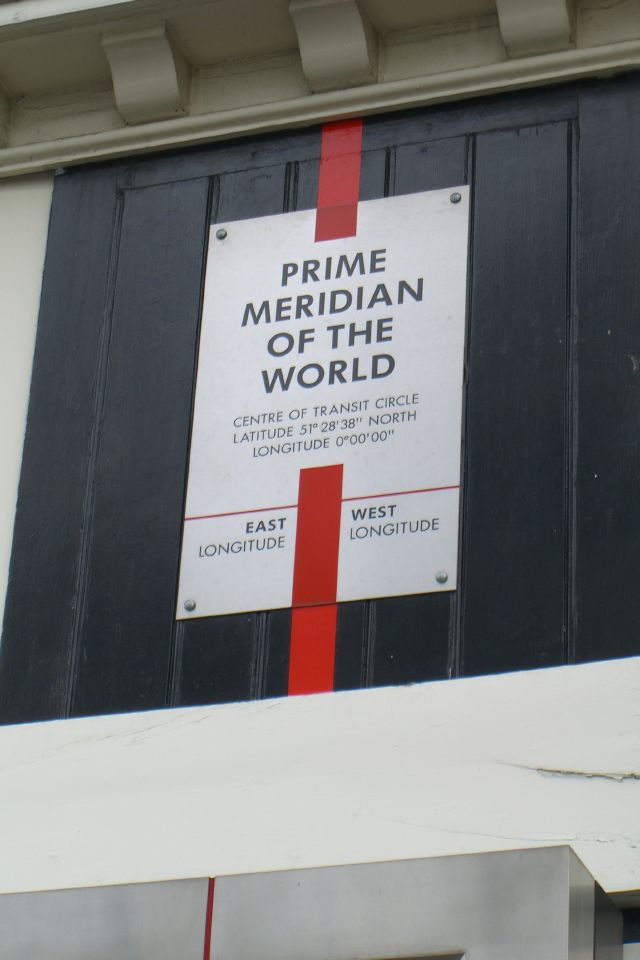 PRIME
MERIDIAN
OF THE
WORLD
CENTRE OF TRANSIT CIRCLE
LATITUDE 51° 28'38" NORTH
LONGITUDE 0°00'00"
EAST
LONGITUDE
WEST
LONGITUDE